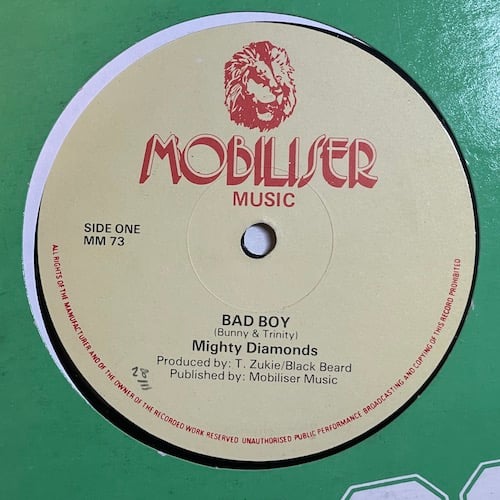 MOBILISER
MUSIC
SIDE ONE
MM 73
BAD BOY
(Bunny & Trinity)
Mighty Diamonds
Produced by: T. Zukie/Black Beard
Published by: Mobiliser Music
ALL RIGHTS OF THE MANUFACTURER AND OF THE OWNER OF THE RECORDED WORK RESERVED UNAUTHORISED PUBLIC PERFORMANCE BROADCASTING AND COPYING OF THIS RECORD PROHIBITED